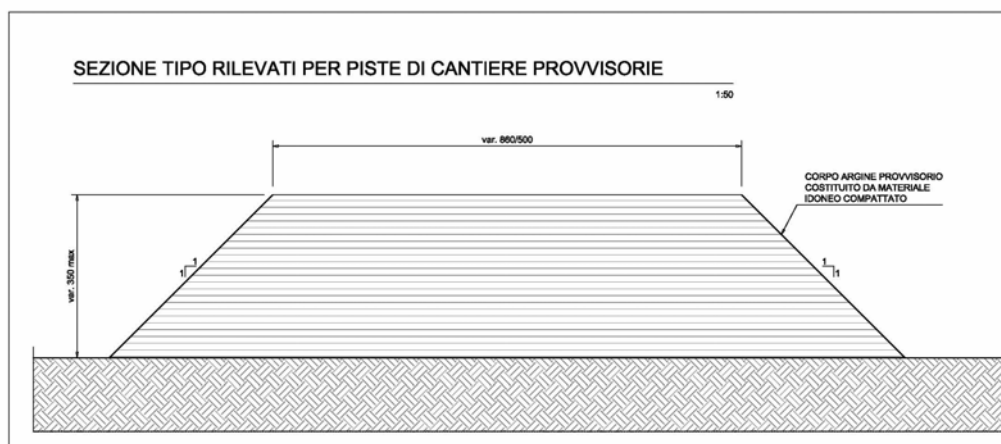 SEZIONE TIPO RILEVATI PER PISTE DI CANTIERE PROVVISORIE
1:50
var. 860/500
CORPO ARGINE PROVVISORIO
COSTITUITO DA MATERIALE
IDONEO COMPATTATO
var. 350 max
1
1
1
1